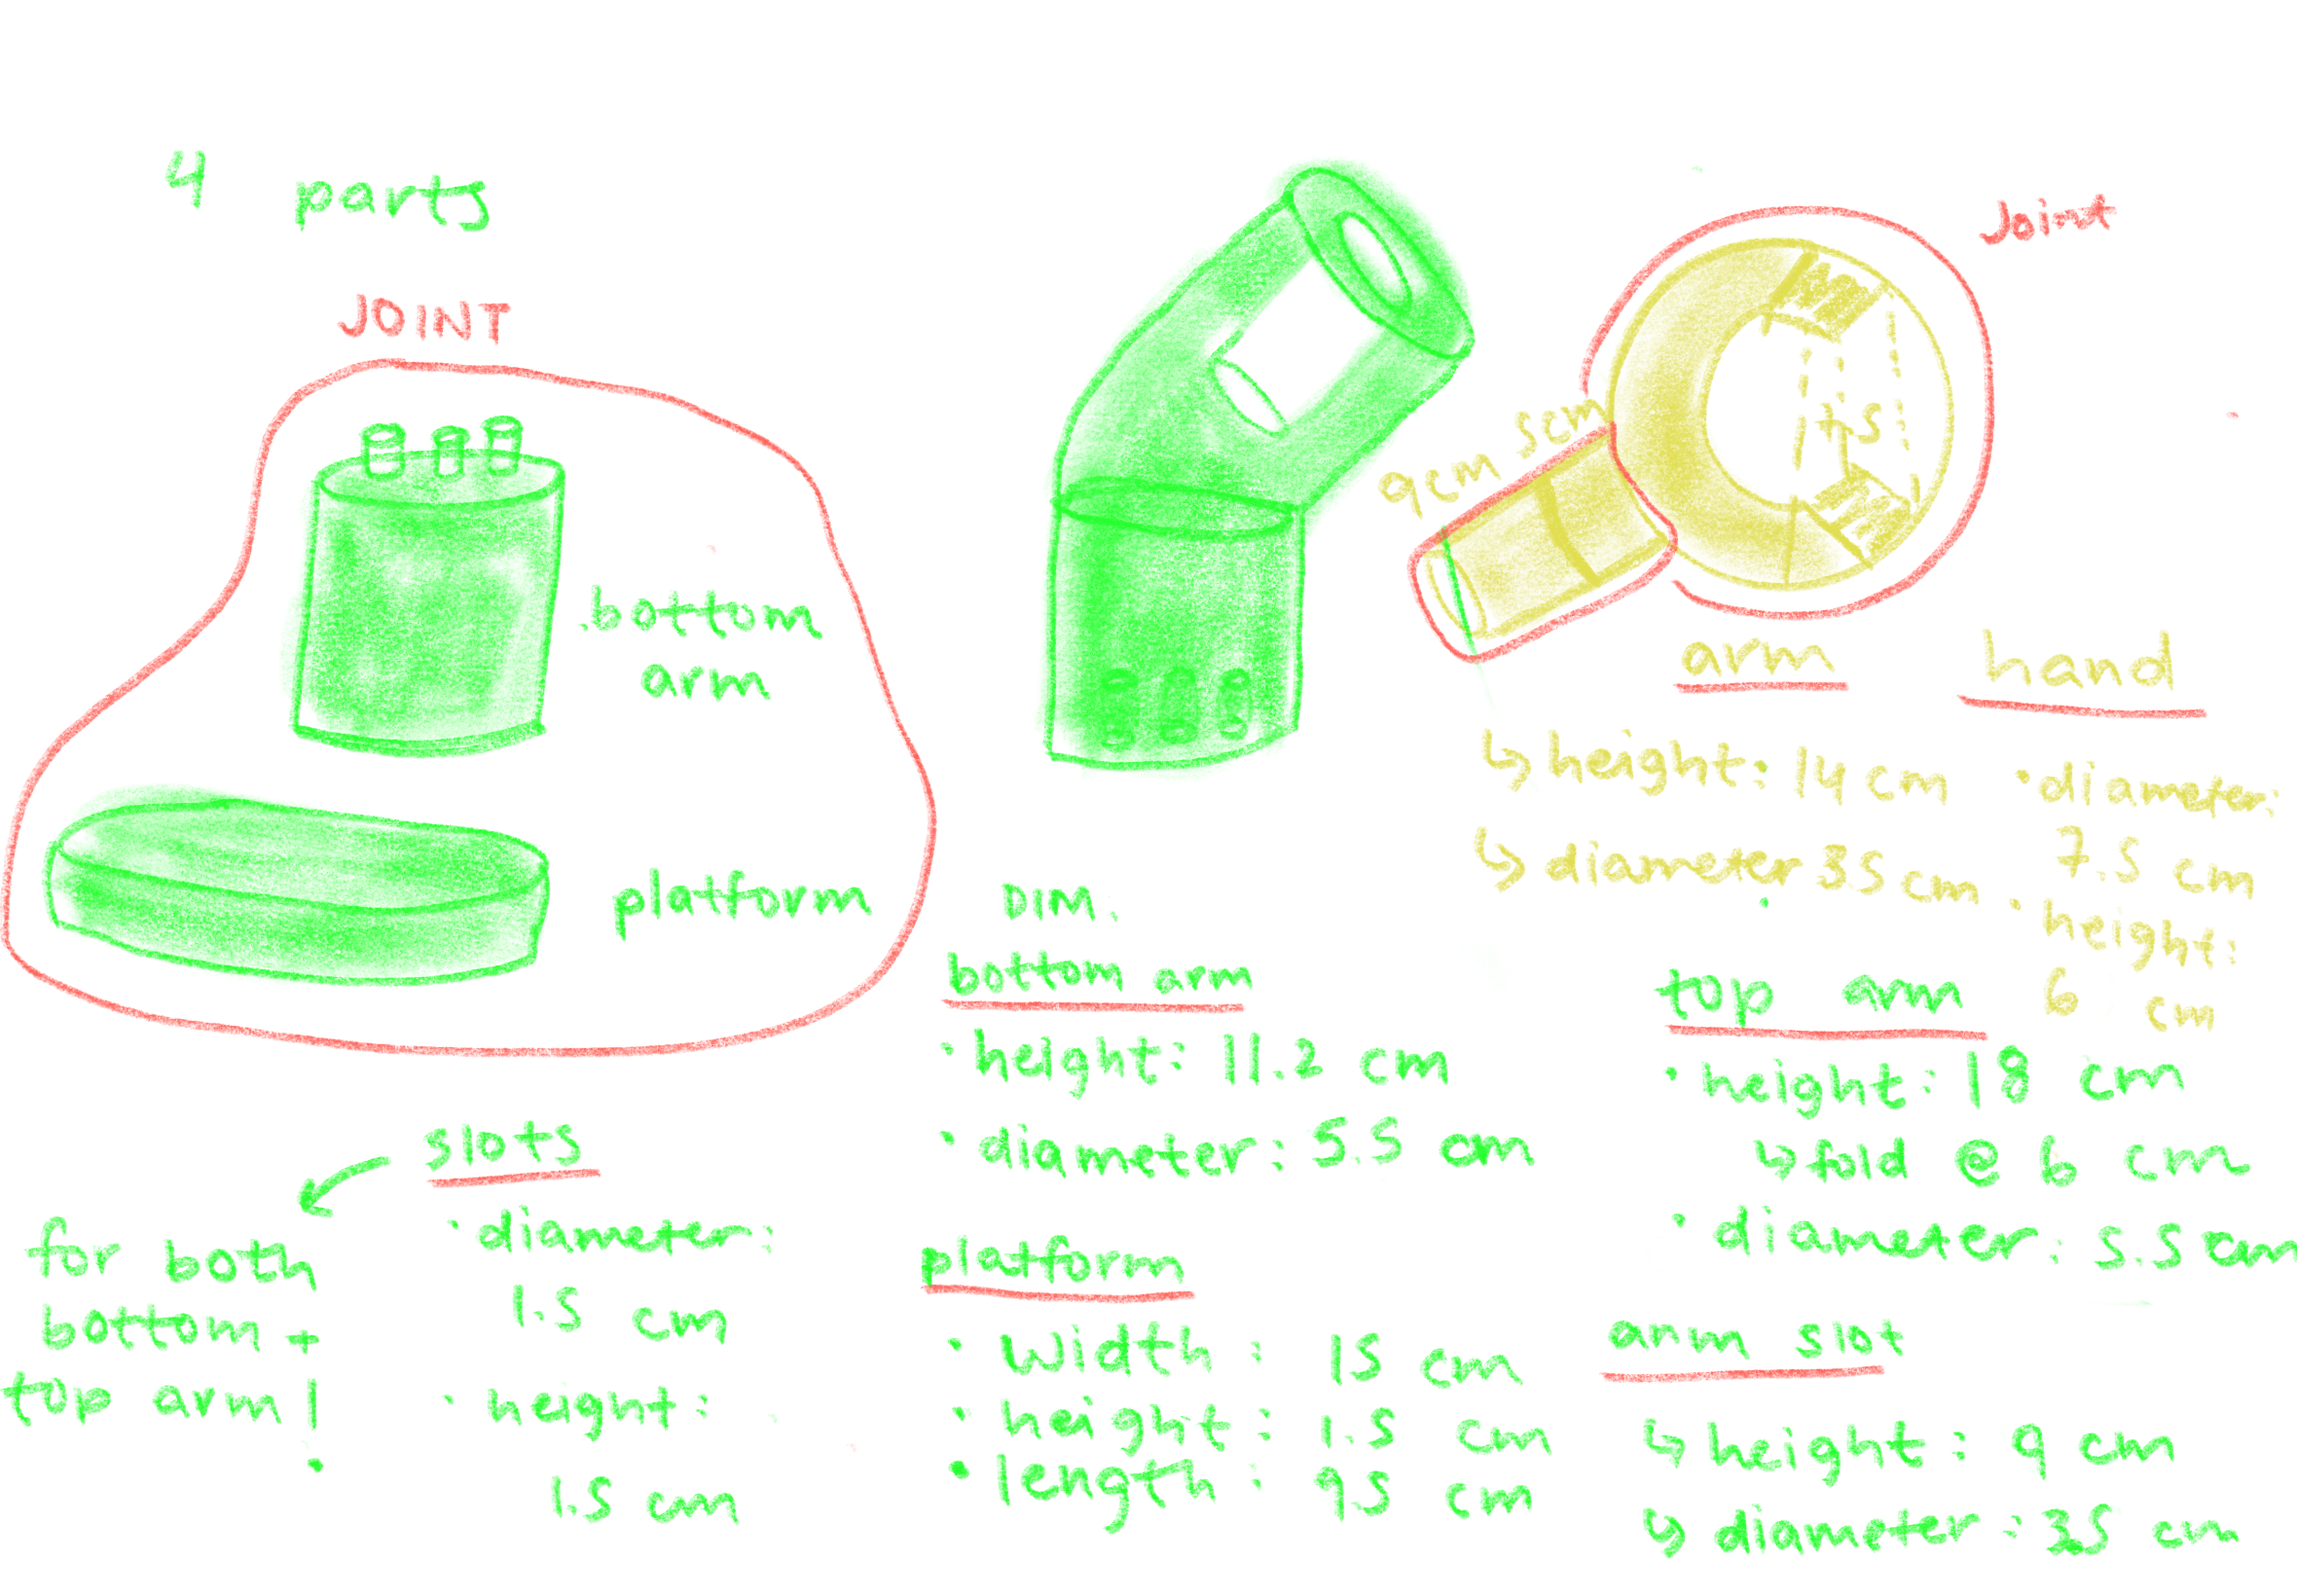 4 parts
JOINT
bottom
arm
platform
Joint
9cm 5cm
arm
hand
↳ height: 14 cm
↳ diameter 3.5 cm
• diameter:
7.5 cm
• height:
6 cm
DIM.
bottom arm
• height: 11.2 cm
• diameter: 5.5 cm
platform
• width: 15 cm
• height: 1.5 cm
• length: 9.5 cm
top arm
• height: 18 cm
↳ fold @ 6 cm
• diameter: 5.5 cm
arm slot
↳ height: 9 cm
↳ diameter: 3.5 cm
slots
• diameter:
1.5 cm
• height:
1.5 cm
for both
bottom +
top arm!